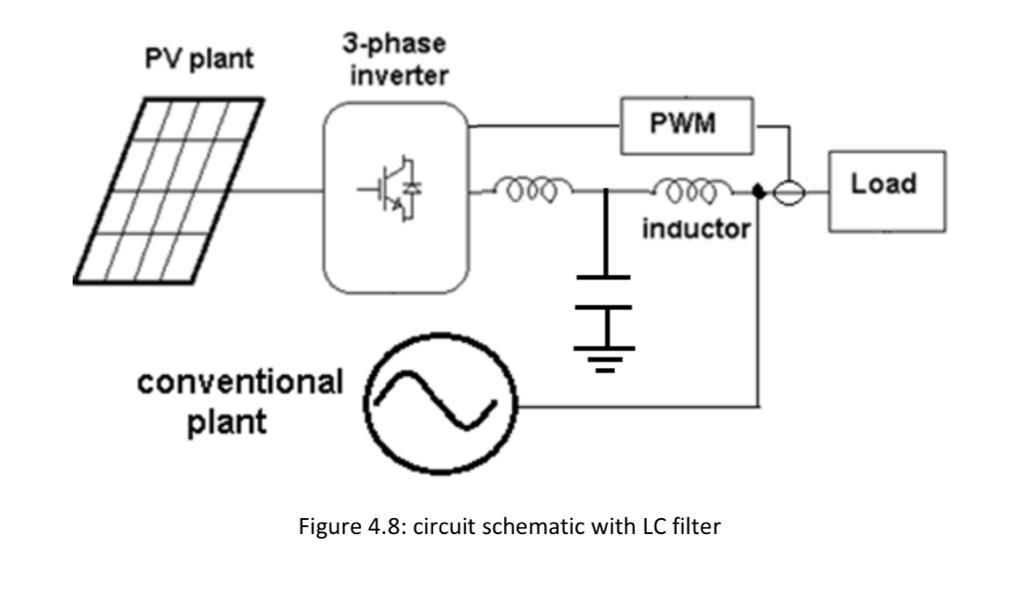 PV plant
3-phase
inverter
PWM
Load
inductor
conventional
plant
Figure 4.8: circuit schematic with LC filter